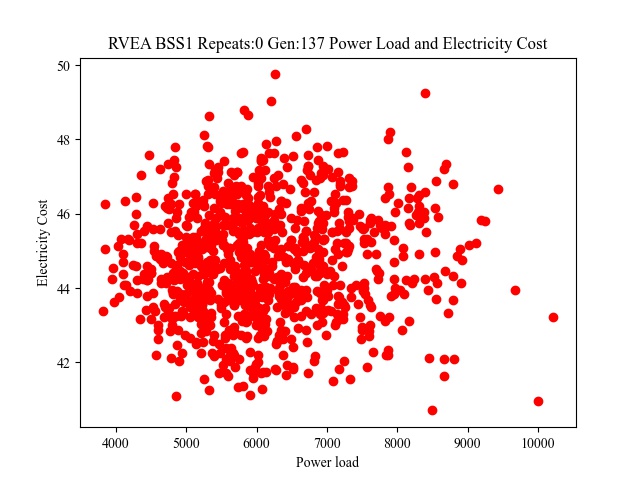 RVEA BSS1 Repeats:0 Gen:137 Power Load and Electricity Cost
50
48
46
44
42
Electricity Cost
4000 5000 6000 7000 8000 9000 10000
Power load